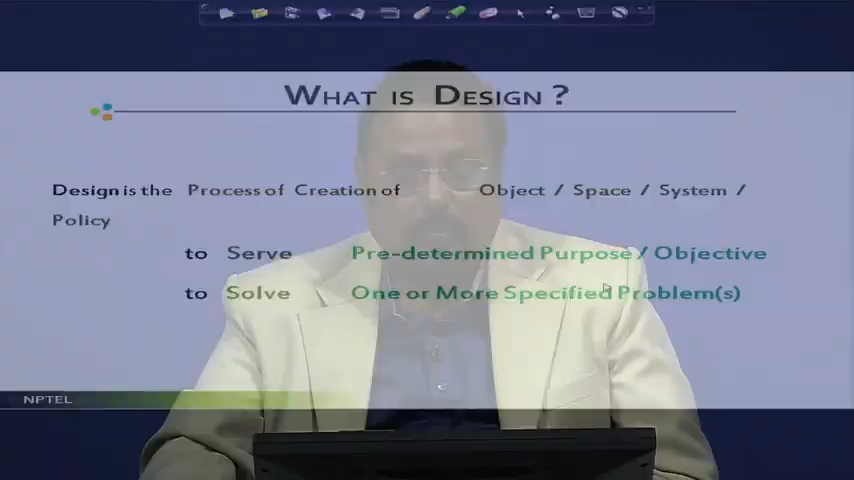 WHAT IS DESIGN ?
Design is the Process of Creation of Object / Space / System /
Policy
to Serve Pre-determined Purpose / Objective
to Solve One or More Specified Problem(s)
NPTEL